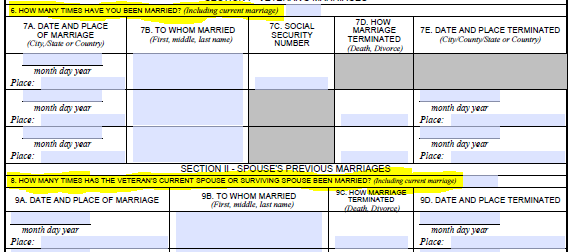 6. HOW MANY TIMES HAVE YOU BEEN MARRIED? (Including current marriage)
7A. DATE AND PLACE
OF MARRIAGE
(City,/State or Country)
7B. TO WHOM MARRIED
(First, middle, last name)
7C. SOCIAL
SECURITY
NUMBER
7D. HOW
MARRIAGE
TERMINATED
(Death, Divorce)
7E. DATE AND PLACE TERMINATED
(City/County/State or Country)
month day year
Place:
month day year
Place:
month day year
Place:
month day year
Place:
month day year
Place:
SECTION II - SPOUSE'S PREVIOUS MARRIAGES
8. HOW MANY TIMES HAS THE VETERAN'S CURRENT SPOUSE OR SURVIVING SPOUSE BEEN MARRIED? (Including current marriage)
9A. DATE AND PLACE OF MARRIAGE
9B. TO WHOM MARRIED
(First, middle, last name)
9C. HOW MARRIAGE
TERMINATED
(Death, Divorce)
9D. DATE AND PLACE TERMINATED
month day year
Place:
month day year
Place: